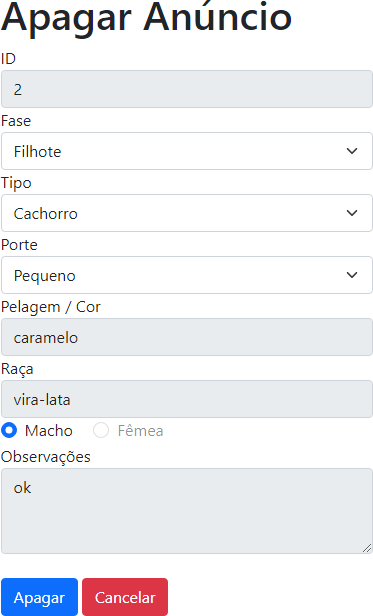 Apagar Anúncio
ID
2
Fase
Filhote
Tipo
Cachorro
Porte
Pequeno
Pelagem / Cor
caramelo
Raça
vira-lata
Macho Fêmea
Observações
ok
Apagar Cancelar